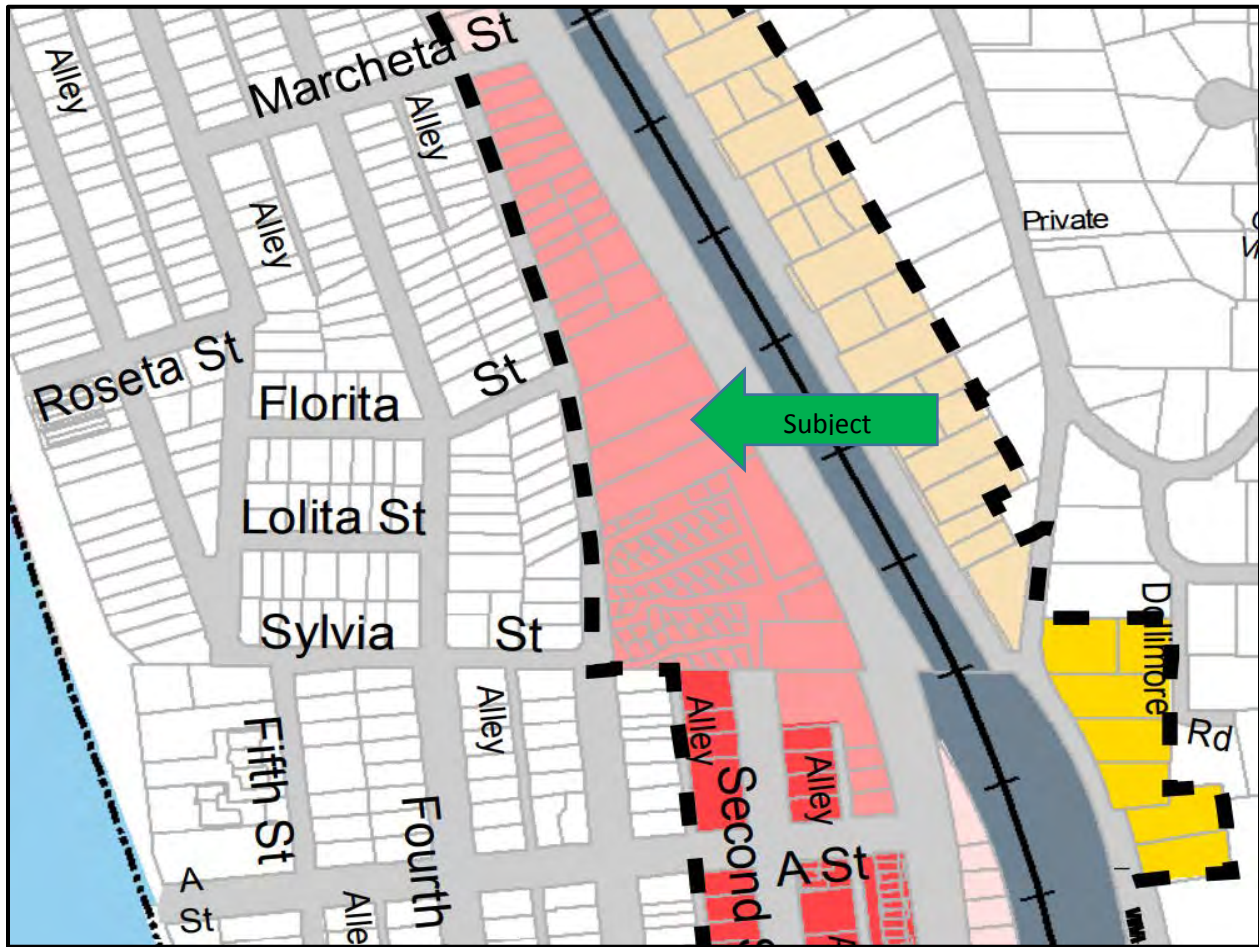 Marcheta St
Alley
Alley
Alley
Private
Roseta St
St
Florita
Subject
Lolita St
Sylvia
St
Dollimore
Rd
Alley
Alley
Alley
Fifth St
Fourth
Second
A St
A
St